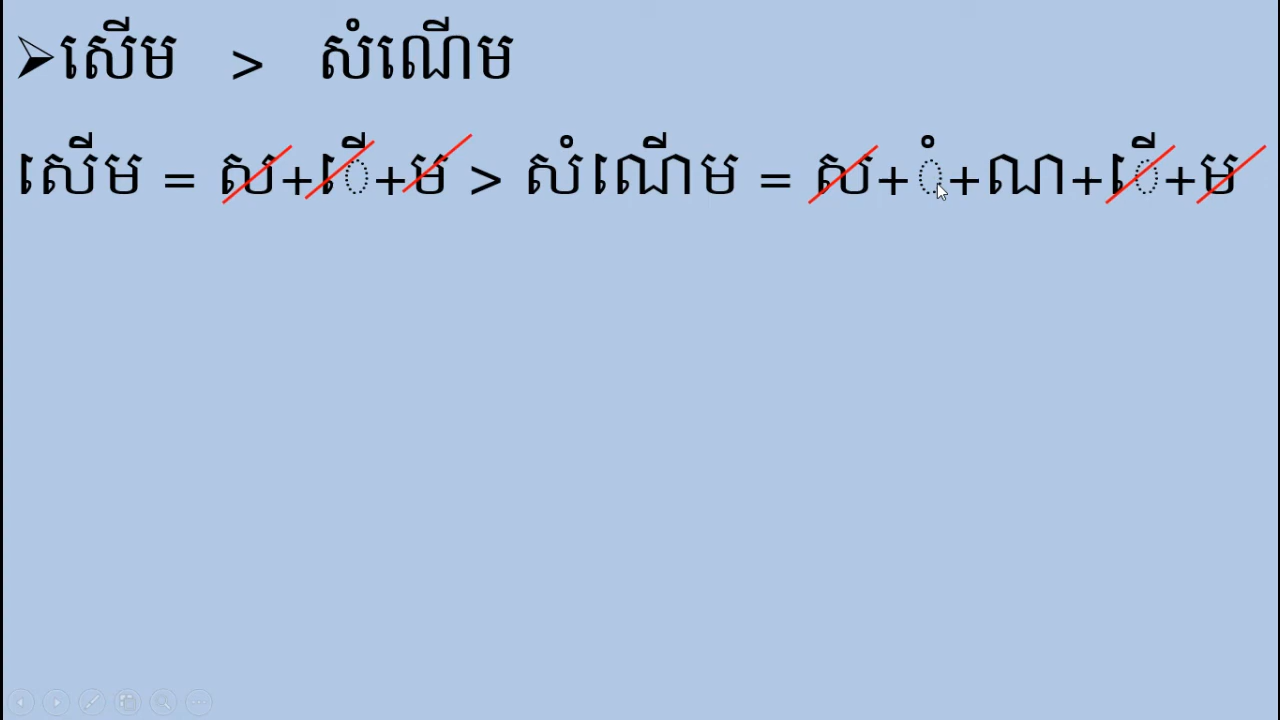 ➢សើម > សំណើម
សើម = ស+ើ+ម > សំណើម = ស+ំ+ណ+ើ+ម